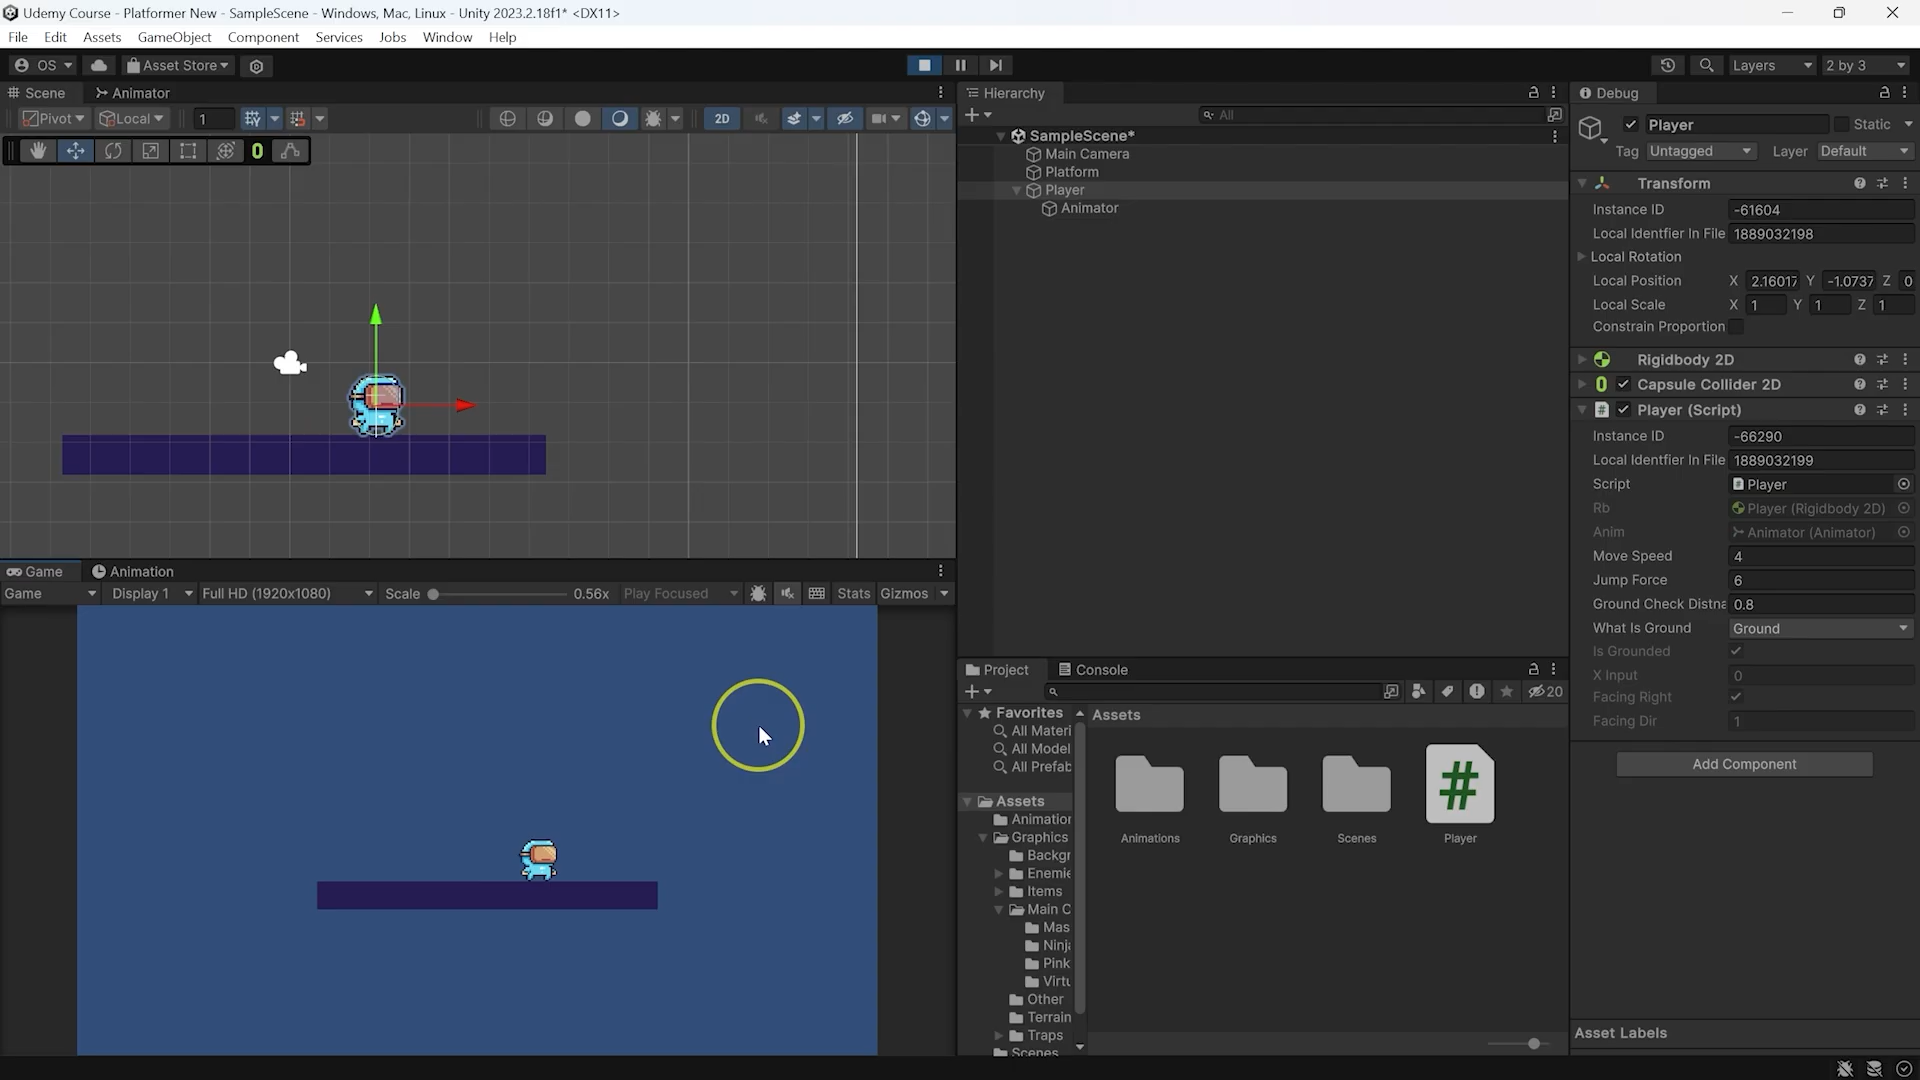 Udemy Course - Platformer New - SampleScene - Windows, Mac, Linux - Unity 2023.2.18f1* <DX11>
File Edit Assets GameObject Component Services Jobs Window Help
OS Asset Store Layers 2 by 3
Scene Animator
Pivot Local 1 2D
Game Animation
Game Display 1 Full HD (1920x1080) Scale 0.56x Play Focused Stats Gizmos
Hierarchy
All
SampleScene*
Main Camera
Platform
Player
Animator
Project Console
20
Favorites
All Materi
All Model
All Prefab
Assets
Animation
Graphics
Backgr
Enemie
Items
Main C
Mas
Ninja
Pink
Virtu
Other
Terrain
Traps
Scenes
Assets
Animations Graphics Scenes Player
Debug
Player Static
Tag Untagged Layer Default
Transform
Instance ID -61604
Local Identfier In File 1889032198
Local Rotation
Local Position X 2.16017 Y -1.0737 Z 0
Local Scale X 1 Y 1 Z 1
Constrain Proportion
Rigidbody 2D
Capsule Collider 2D
Player (Script)
Instance ID -66290
Local Identfier In File 1889032199
Script Player
Rb Player (Rigidbody 2D)
Anim Animator (Animator)
Move Speed 4
Jump Force 6
Ground Check Distna 0.8
What Is Ground Ground
Is Grounded
X Input 0
Facing Right
Facing Dir 1
Add Component
Asset Labels